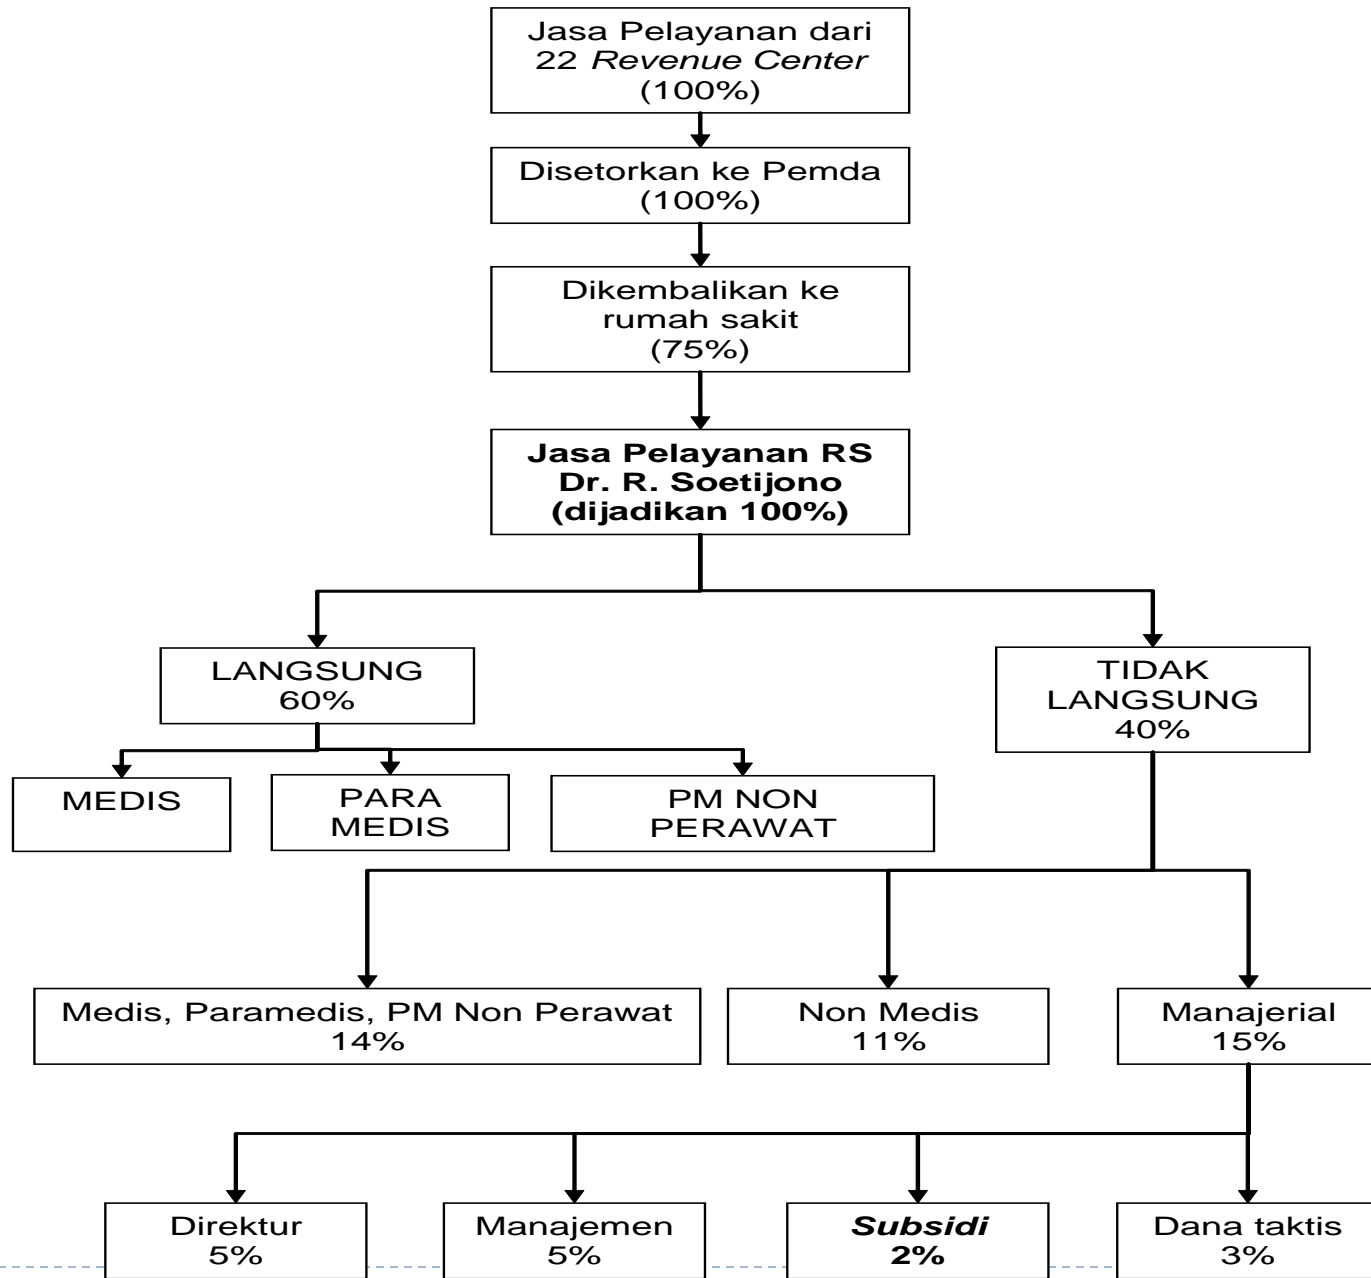 Jasa Pelayanan dari
22 Revenue Center
(100%)
Disetorkan ke Pemda
(100%)
Dikembalikan ke
rumah sakit
(75%)
Jasa Pelayanan RS
Dr. R. Soetijono
(dijadikan 100%)
LANGSUNG
60%
TIDAK
LANGSUNG
40%
MEDIS
PARA
MEDIS
PM NON
PERAWAT
Medis, Paramedis, PM Non Perawat
14%
Non Medis
11%
Manajerial
15%
Direktur
5%
Manajemen
5%
Subsidi
2%
Dana taktis
3%